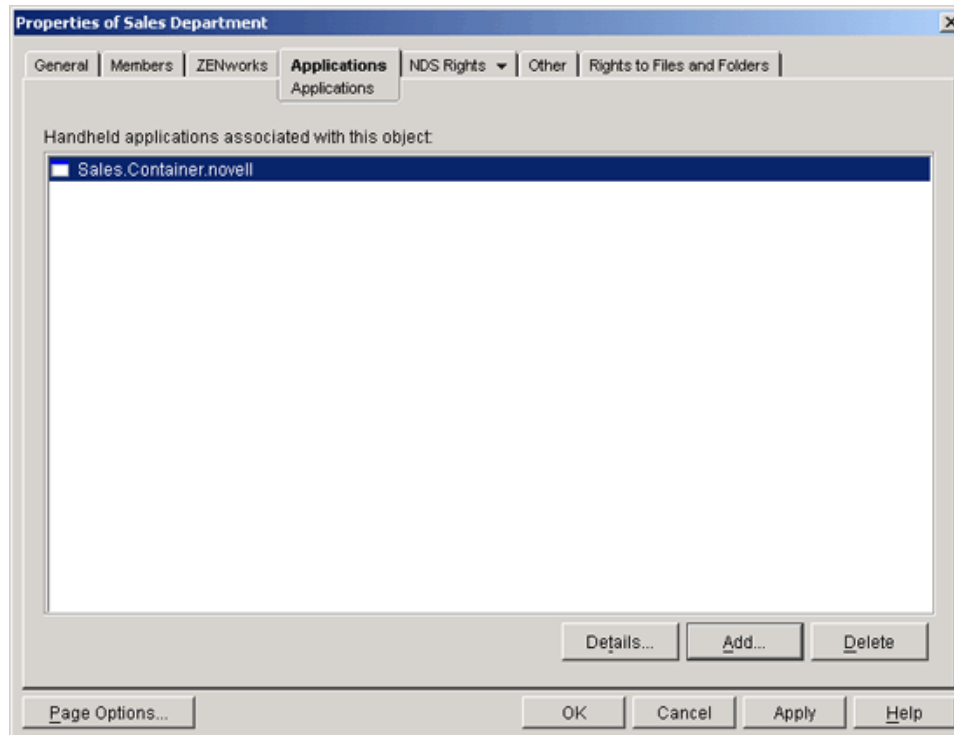 Properties of Sales Department
General Members ZENworks Applications NDS Rights Other Rights to Files and Folders
Applications
Handheld applications associated with this object:
Sales.Container.novell
Details... Add... Delete
Page Options... OK Cancel Apply Help